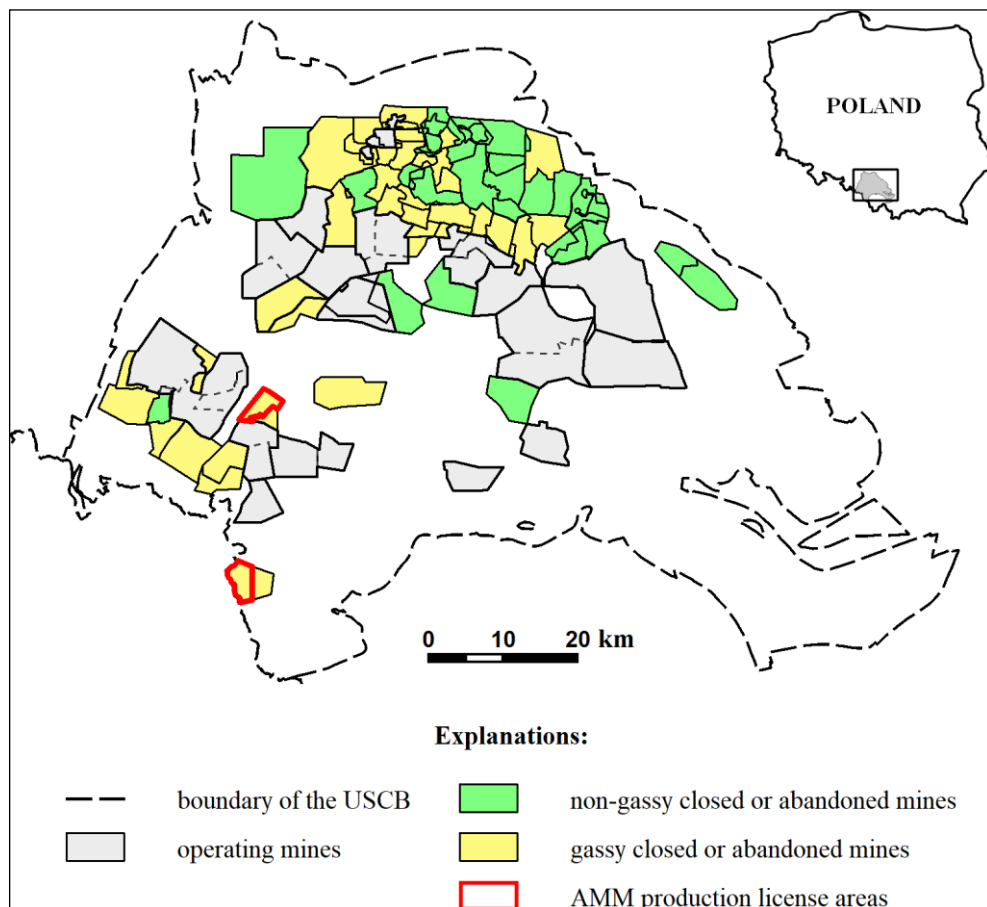 POLAND
0 10 20 km
Explanations:
boundary of the USCB
non-gassy closed or abandoned mines
operating mines
gassy closed or abandoned mines
AMM production license areas